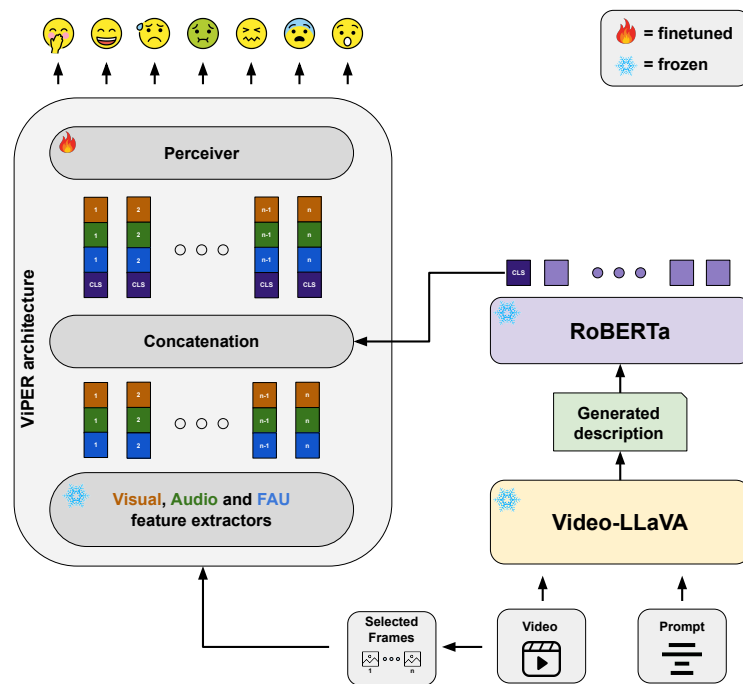 = finetuned
= frozen
Perceiver
1 2 n-1 n
1 2 n-1 n
1 2 n-1 n
CLS CLS CLS CLS
CLS
ViPER architecture
Concatenation
RoBERTa
1 2 n-1 n
1 2 n-1 n
1 2 n-1 n
Generated
description
Visual, Audio and FAU
feature extractors
Video-LLaVA
Selected
Frames
1 n
Video
Prompt